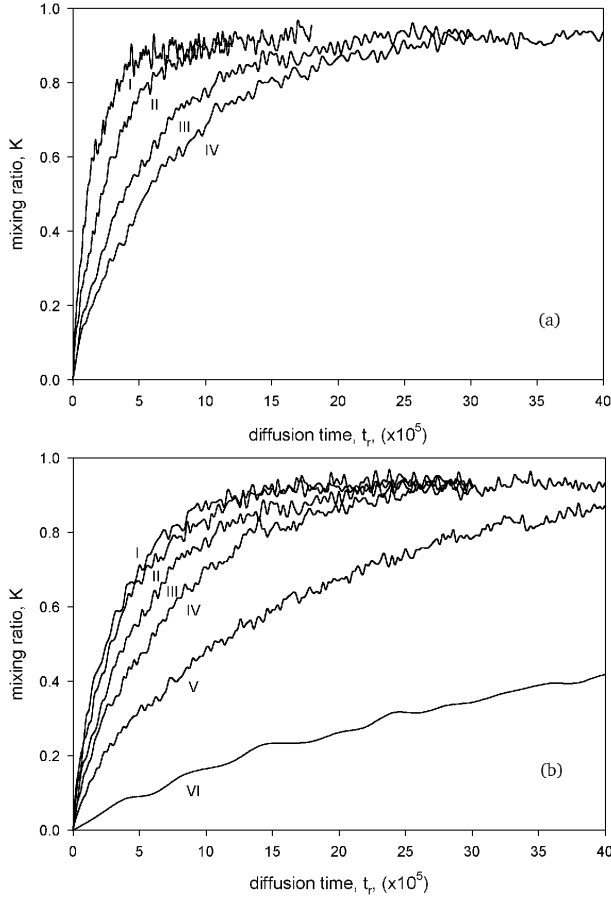 1.0
0.8
0.6
0.4
0.2
0.0
mixing ratio, K
I
II
III
IV
(a)
0 5 10 15 20 25 30 35 40
diffusion time, t_r, (x10^5)
1.0
0.8
0.6
0.4
0.2
0.0
mixing ratio, K
I
II
III
IV
V
VI
(b)
0 5 10 15 20 25 30 35 40
diffusion time, t_r, (x10^5)